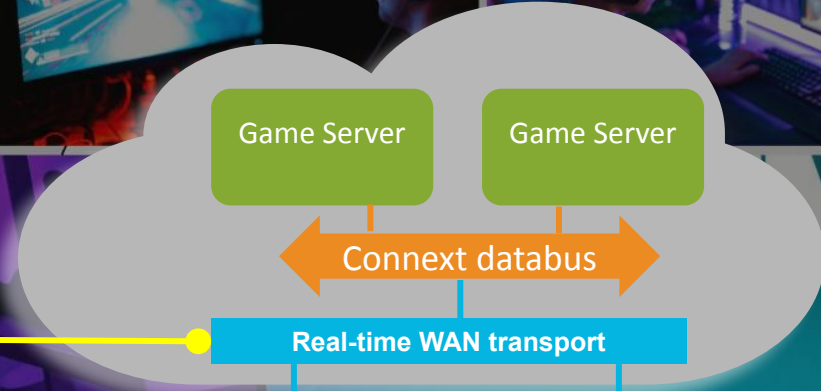 Game Server
Game Server
Connext databus
Real-time WAN transport